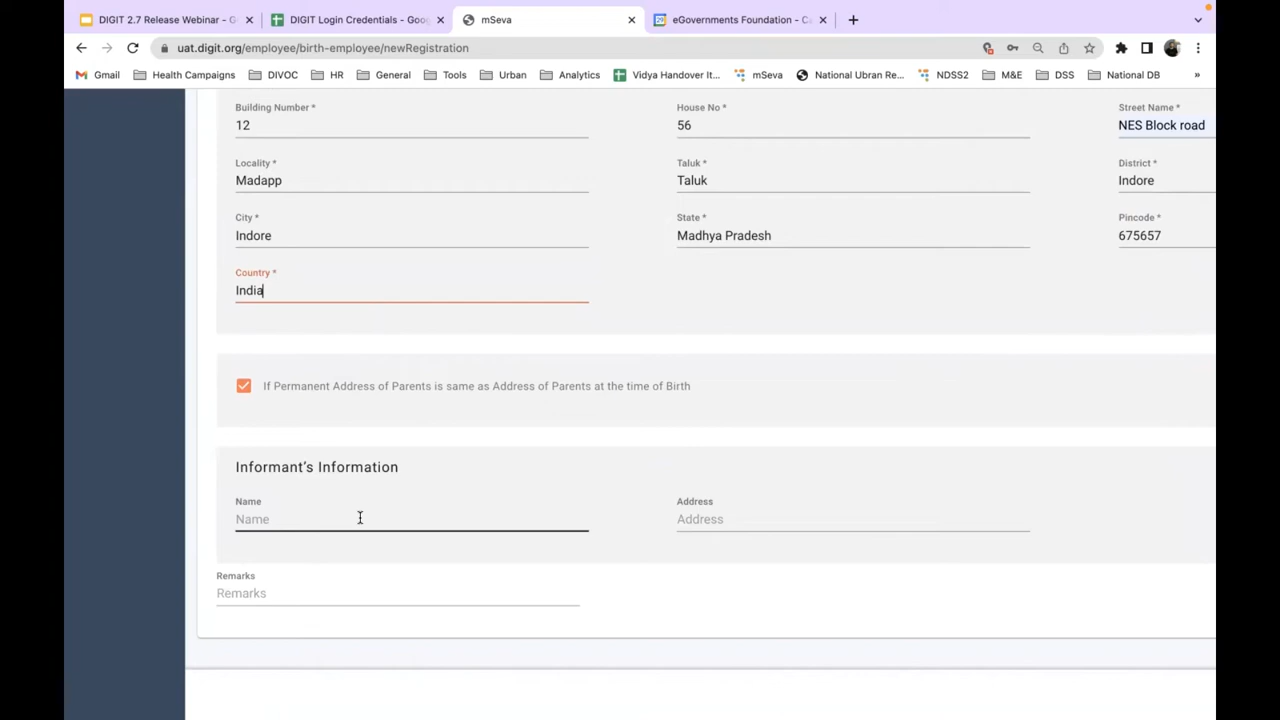 DIGIT 2.7 Release Webinar - G
DIGIT Login Credentials - Goog
mSeva
eGovernments Foundation - Ca
uat.digit.org/employee/birth-employee/newRegistration
Gmail
Health Campaigns
DIVOC
HR
General
Tools
Urban
Analytics
Vidya Handover It...
mSeva
National Ubran Re...
NDSS2
M&E
DSS
National DB
»
Building Number *
House No *
Street Name *
12
56
NES Block road
Locality *
Taluk *
District *
Madapp
Taluk
Indore
City *
State *
Pincode *
Indore
Madhya Pradesh
675657
Country *
India
If Permanent Address of Parents is same as Address of Parents at the time of Birth
Informant's Information
Name
Address
Name
Address
Remarks
Remarks